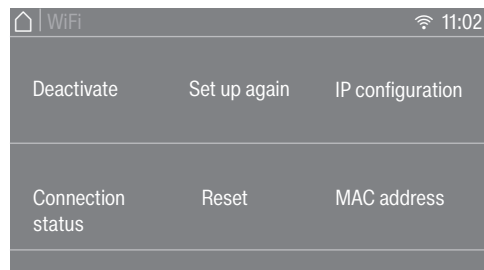 WiFi 11:02
Deactivate Set up again IP configuration
Connection status Reset MAC address